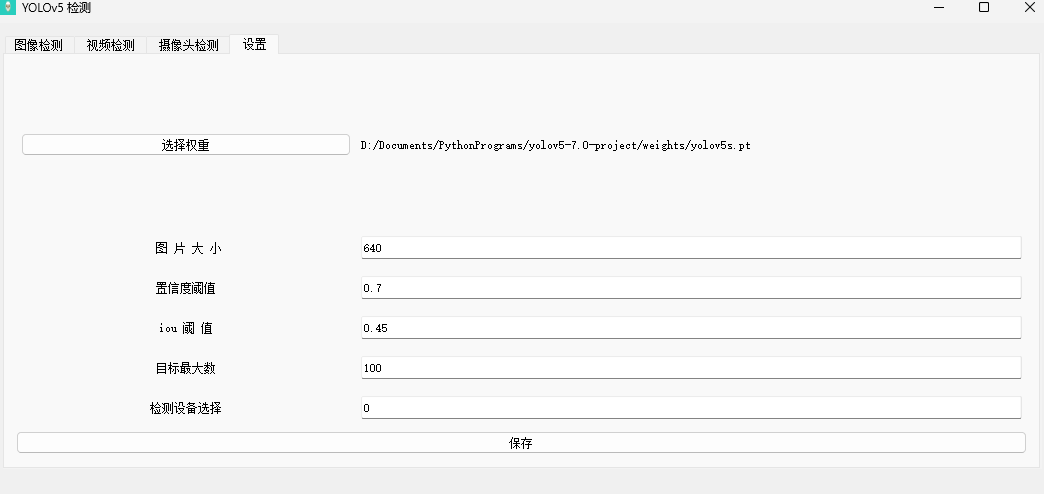 YOLOv5 检测
图像检测 视频检测 摄像头检测 设置
选择权重 D:/Documents/PythonPrograms/yolov5-7.0-project/weights/yolov5s.pt
图 片 大 小 640
置信度阈值 0.7
iou 阈 值 0.45
目标最大数 100
检测设备选择 0
保存